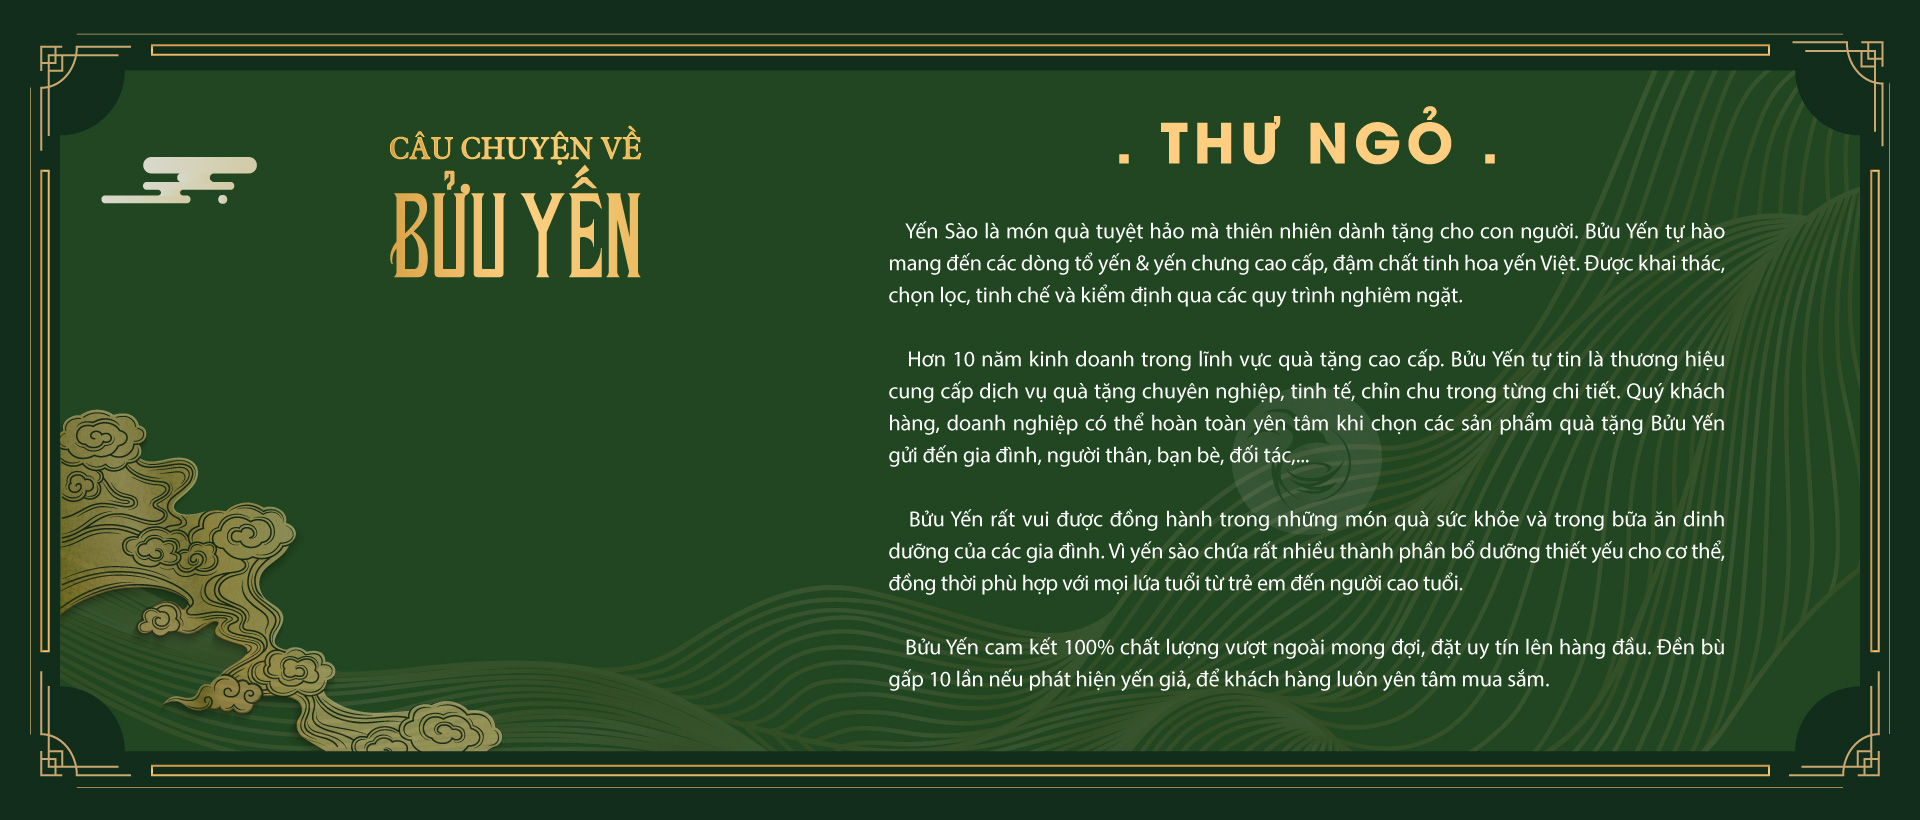 CÂU CHUYỆN VỀ
BỬU YẾN
. THƯ NGỎ .
Yến Sào là món quà tuyệt hảo mà thiên nhiên dành tặng cho con người. Bửu Yến tự hào
mang đến các dòng tổ yến & yến chưng cao cấp, đậm chất tinh hoa yến Việt. Được khai thác,
chọn lọc, tinh chế và kiểm định qua các quy trình nghiêm ngặt.
Hơn 10 năm kinh doanh trong lĩnh vực quà tặng cao cấp. Bửu Yến tự tin là thương hiệu
cung cấp dịch vụ quà tặng chuyên nghiệp, tinh tế, chỉn chu trong từng chi tiết. Quý khách
hàng, doanh nghiệp có thể hoàn toàn yên tâm khi chọn các sản phẩm quà tặng Bửu Yến
gửi đến gia đình, người thân, bạn bè, đối tác,...
Bửu Yến rất vui được đồng hành trong những món quà sức khỏe và trong bữa ăn dinh
dưỡng của các gia đình. Vì yến sào chứa rất nhiều thành phần bổ dưỡng thiết yếu cho cơ thể,
đồng thời phù hợp với mọi lứa tuổi từ trẻ em đến người cao tuổi.
Bửu Yến cam kết 100% chất lượng vượt ngoài mong đợi, đặt uy tín lên hàng đầu. Đền bù
gấp 10 lần nếu phát hiện yến giả, để khách hàng luôn yên tâm mua sắm.